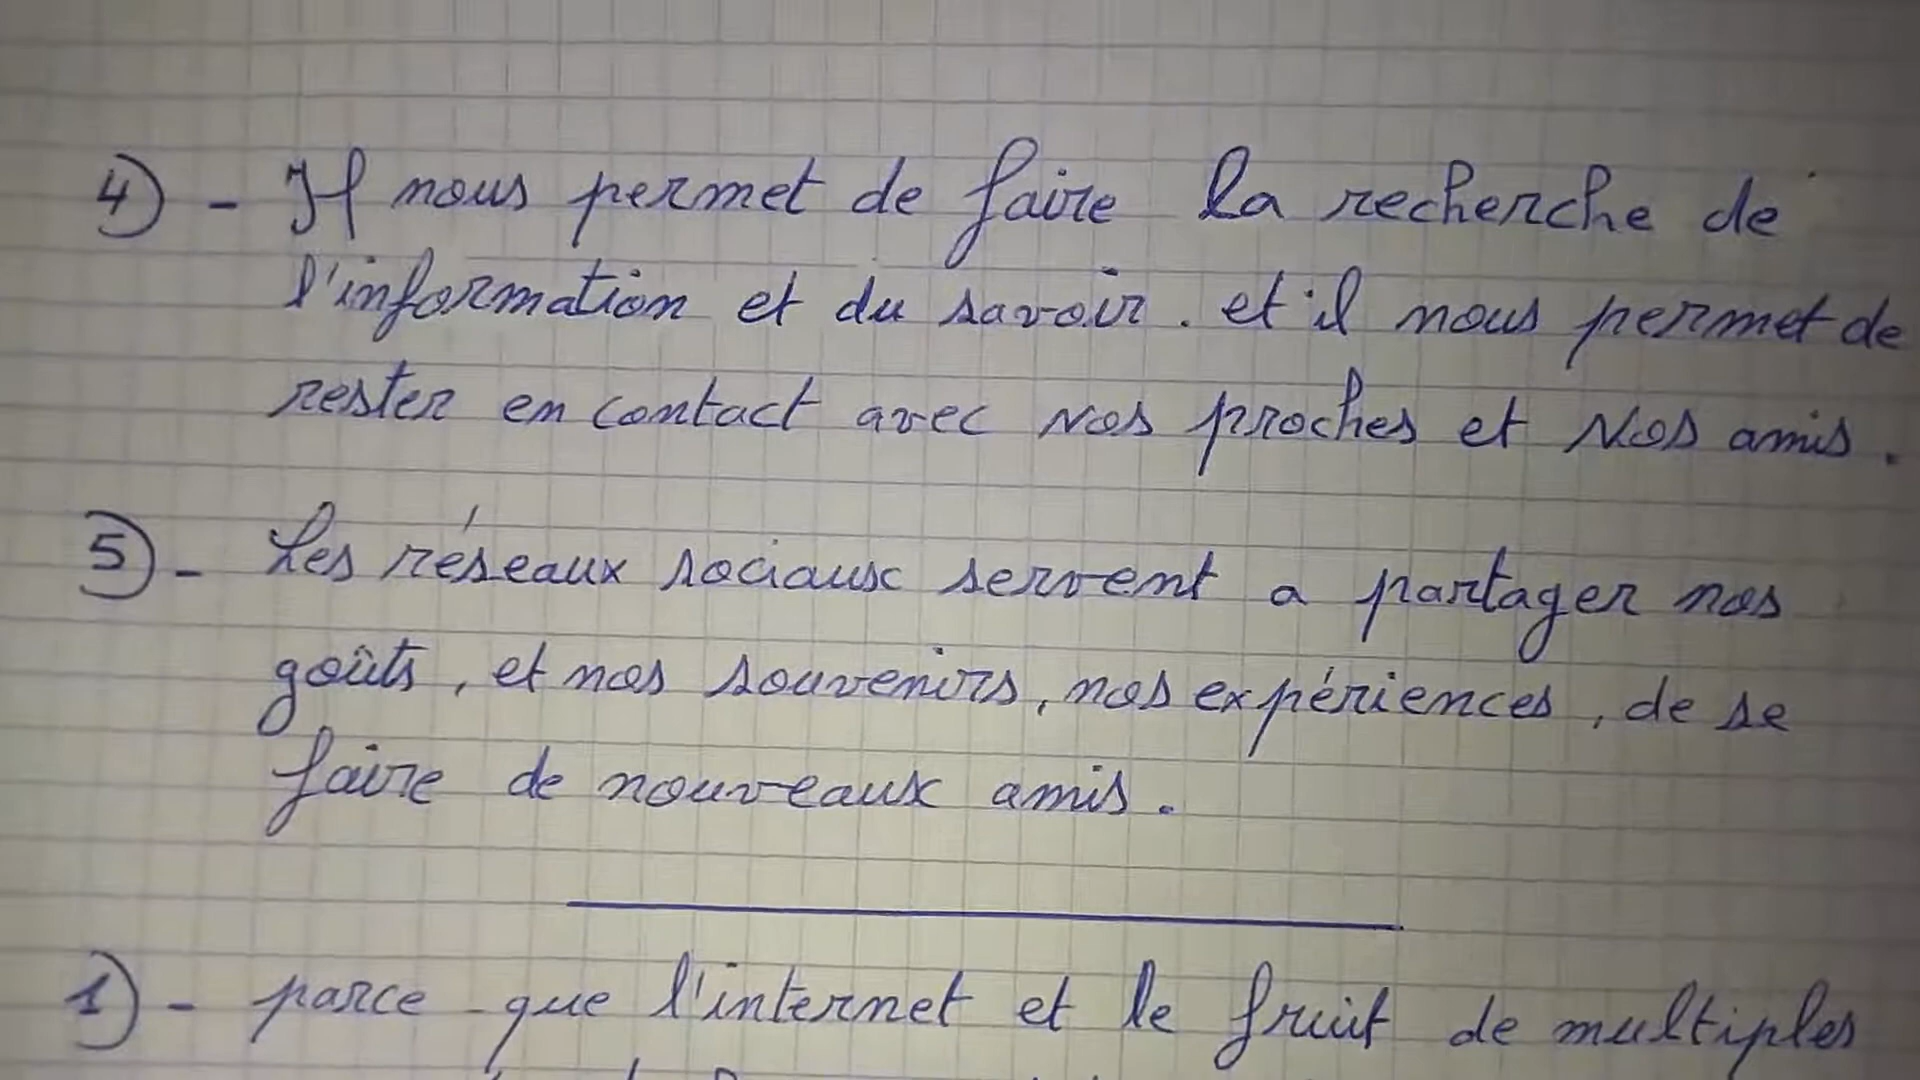 4) - Il nous permet de faire la recherche de
l'information et du savoir. et il nous permet de
rester en contact avec Nos proches et Nos amis.
5) - Les réseaux sociaux servent a partager nos
goûts, et nos souvenirs, nos expériences, de se
faire de nouveaux amis.
1) - parce que l'internet et le fruit de multiples